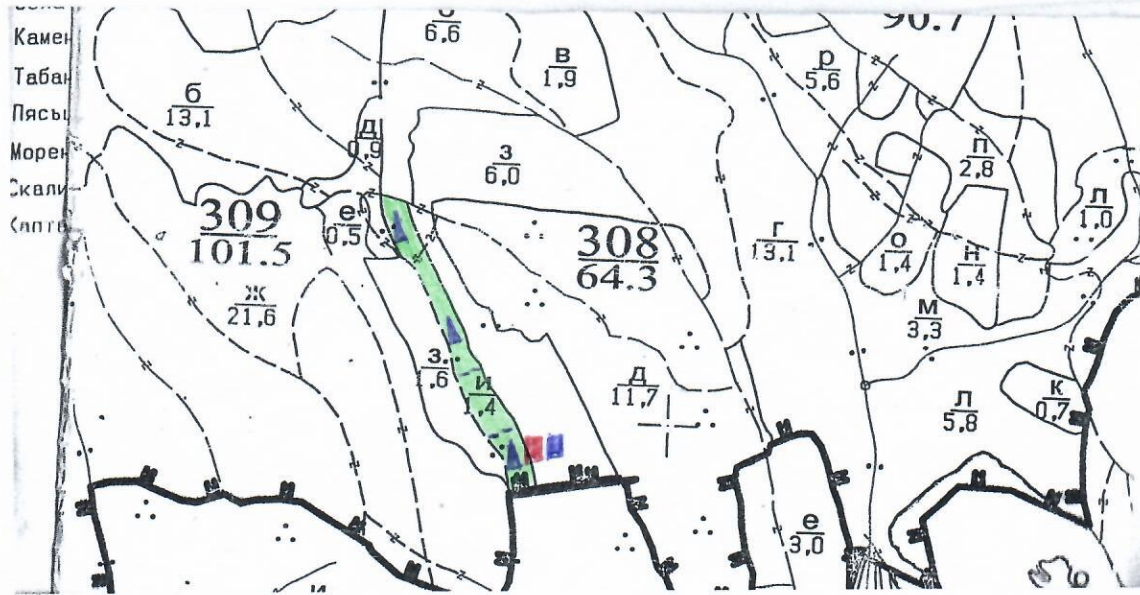 Камен
Табан
Пясъ
Морен
Скали
6,6
в
1,9
90.7
р
5,6
б
13,1
д
0,9
з
6,0
п
2,8
л
1,0
309
101.5
е
0,5
308
64.3
г
13,1
о
1,4
н
1,4
ж
21,6
м
3,3
з
1,6
и
1,4
д
11,7
л
5,8
к
0,7
е
3,0